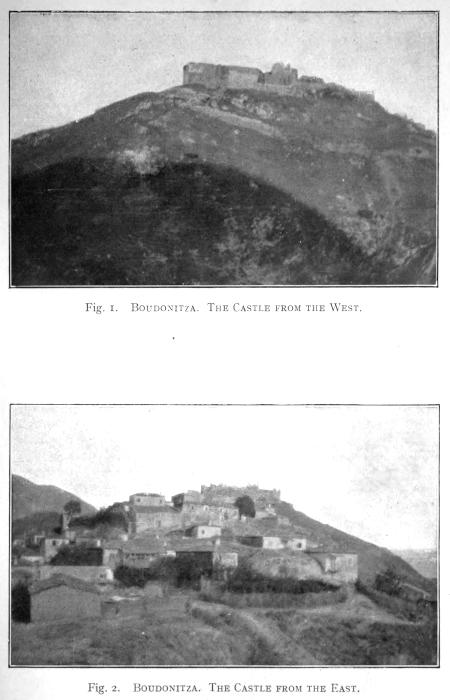 Fig. 1. Boudonitza. The Castle from the West.
Fig. 2. Boudonitza. The Castle from the East.